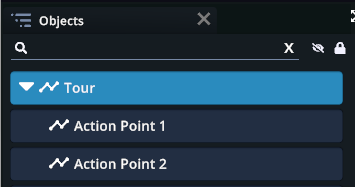 Objects
X
Tour
Action Point 1
Action Point 2